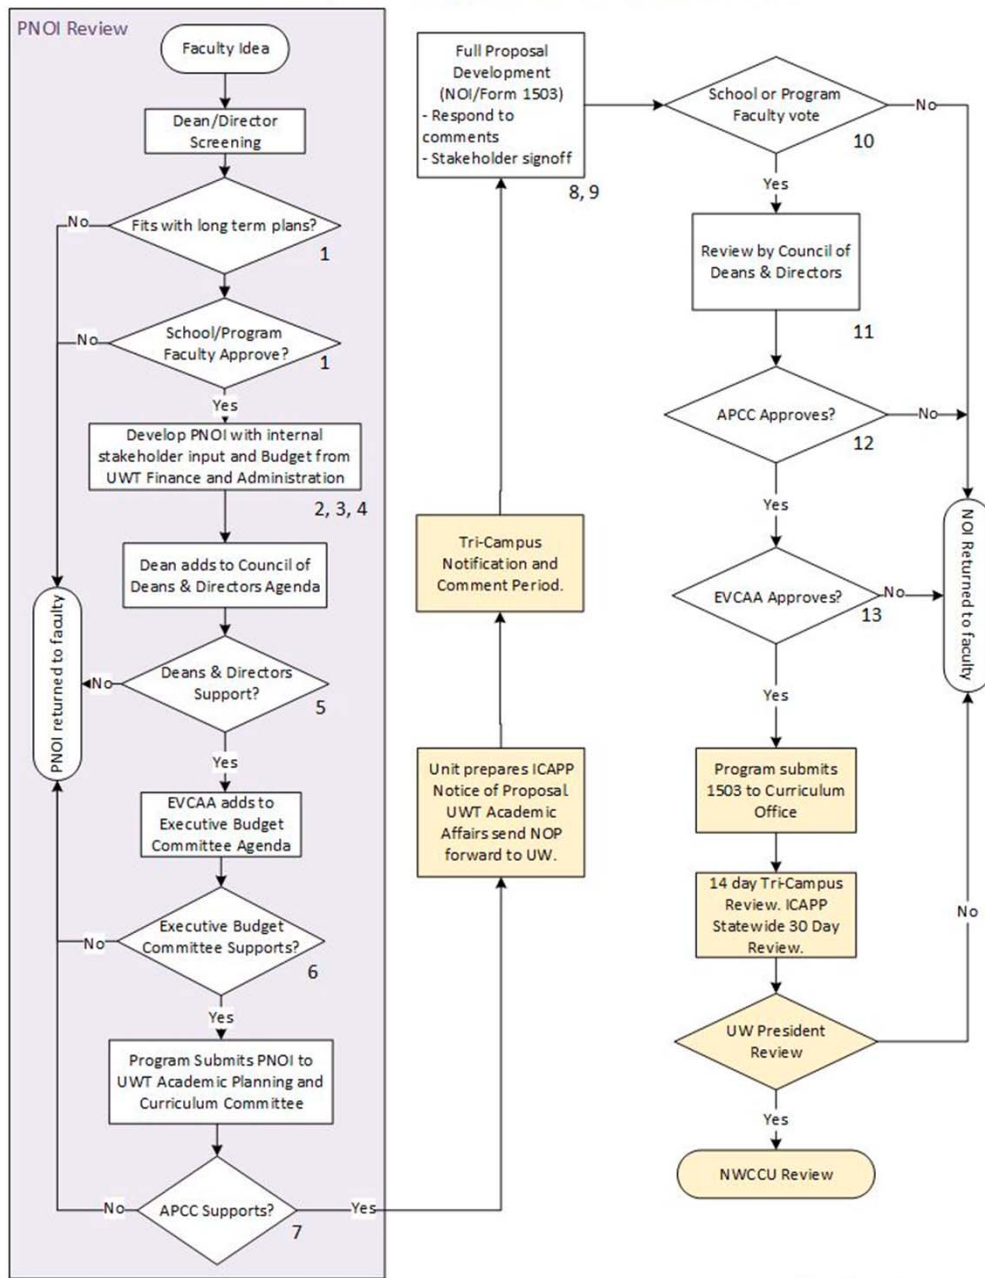 PNOI Review
Faculty Idea
Dean/Director
Screening
No
Fits with long term plans?
1
No
School/Program
Faculty Approve?
1
Yes
Develop PNOI with internal
stakeholder input and Budget from
UWT Finance and Administration
2, 3, 4
Dean adds to Council of
Deans & Directors Agenda
PNOI returned to faculty
No
Deans & Directors
Support?
5
Yes
EVCAA adds to
Executive Budget
Committee Agenda
No
Executive Budget
Committee Supports?
6
Yes
Program Submits PNOI to
UWT Academic Planning and
Curriculum Committee
No
APCC Supports?
7
Yes
Full Proposal
Development
(NOI/Form 1503)
- Respond to
comments
- Stakeholder signoff
8, 9
Tri-Campus
Notification and
Comment Period.
Unit prepares ICAPP
Notice of Proposal.
UWT Academic
Affairs send NOP
forward to UW.
School or Program
Faculty vote
No
10
Yes
Review by Council of
Deans & Directors
11
APCC Approves?
No
12
Yes
EVCAA Approves?
No
13
NOI Returned to faculty
Yes
Program submits
1503 to Curriculum
Office
14 day Tri-Campus
Review. ICAPP
Statewide 30 Day
Review.
No
UW President
Review
Yes
NWCCU Review